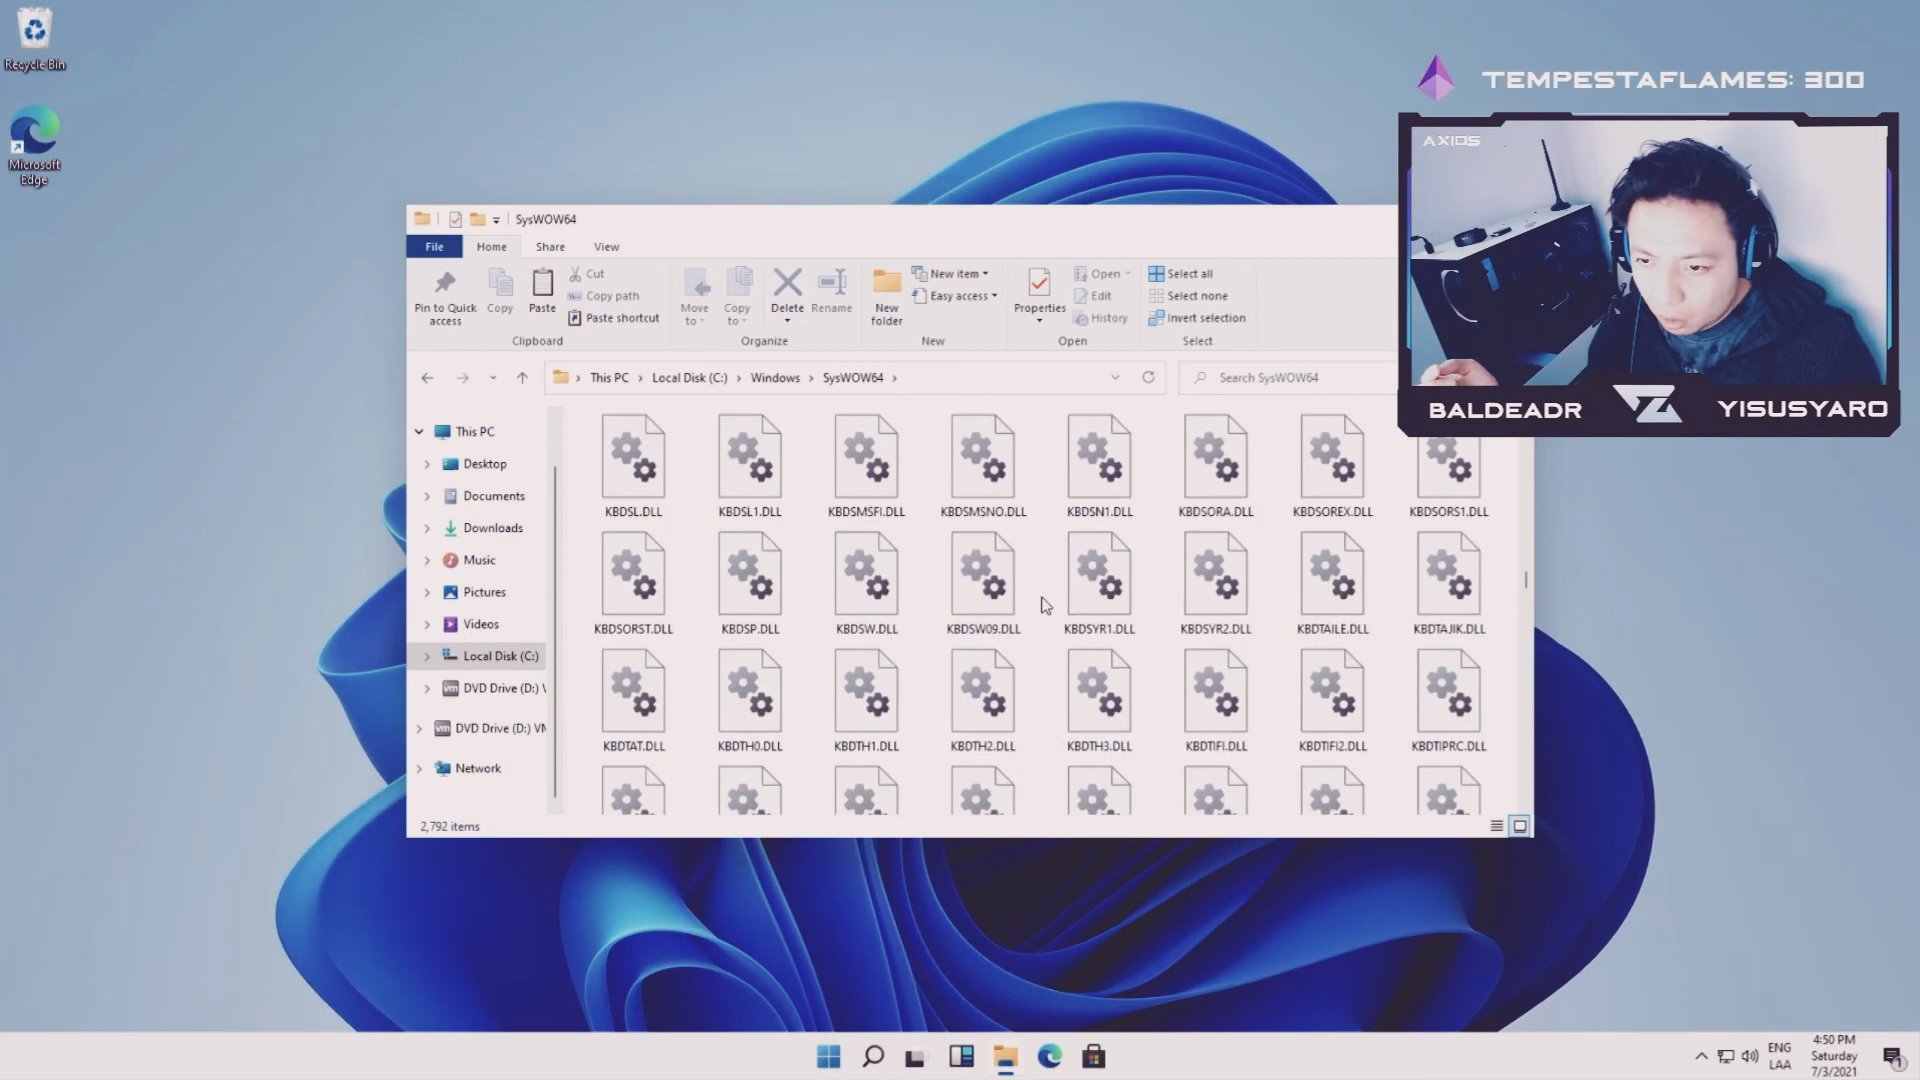 Recycle Bin
Microsoft
Edge
TEMPESTAFLAMES: 300
AXIOS
BALDEADR
YISUSYARO
SysWOW64
File Home Share View
Pin to Quick
access
Copy
Paste
Cut
Copy path
Paste shortcut
Clipboard
Move
to
Copy
to
Delete
Rename
Organize
New
folder
New item
Easy access
New
Properties
Open
Edit
History
Open
Select all
Select none
Invert selection
Select
This PC › Local Disk (C:) › Windows › SysWOW64 ›
Search SysWOW64
This PC
Desktop
Documents
Downloads
Music
Pictures
Videos
Local Disk (C:)
DVD Drive (D:)
DVD Drive (D:)
Network
KBDSL.DLL KBDSL1.DLL KBDSMSFI.DLL KBDSMSNO.DLL KBDSN1.DLL KBDSORA.DLL KBDSOREX.DLL KBDSORS1.DLL
KBDSORST.DLL KBDSP.DLL KBDSW.DLL KBDSW09.DLL KBDSYR1.DLL KBDSYR2.DLL KBDTAILE.DLL KBDTAJIK.DLL
KBDTAT.DLL KBDTH0.DLL KBDTH1.DLL KBDTH2.DLL KBDTH3.DLL KBDTIFI.DLL KBDTIFI2.DLL KBDTIPRC.DLL
2,792 items
ENG
LAA
4:50 PM
Saturday
7/3/2021
1